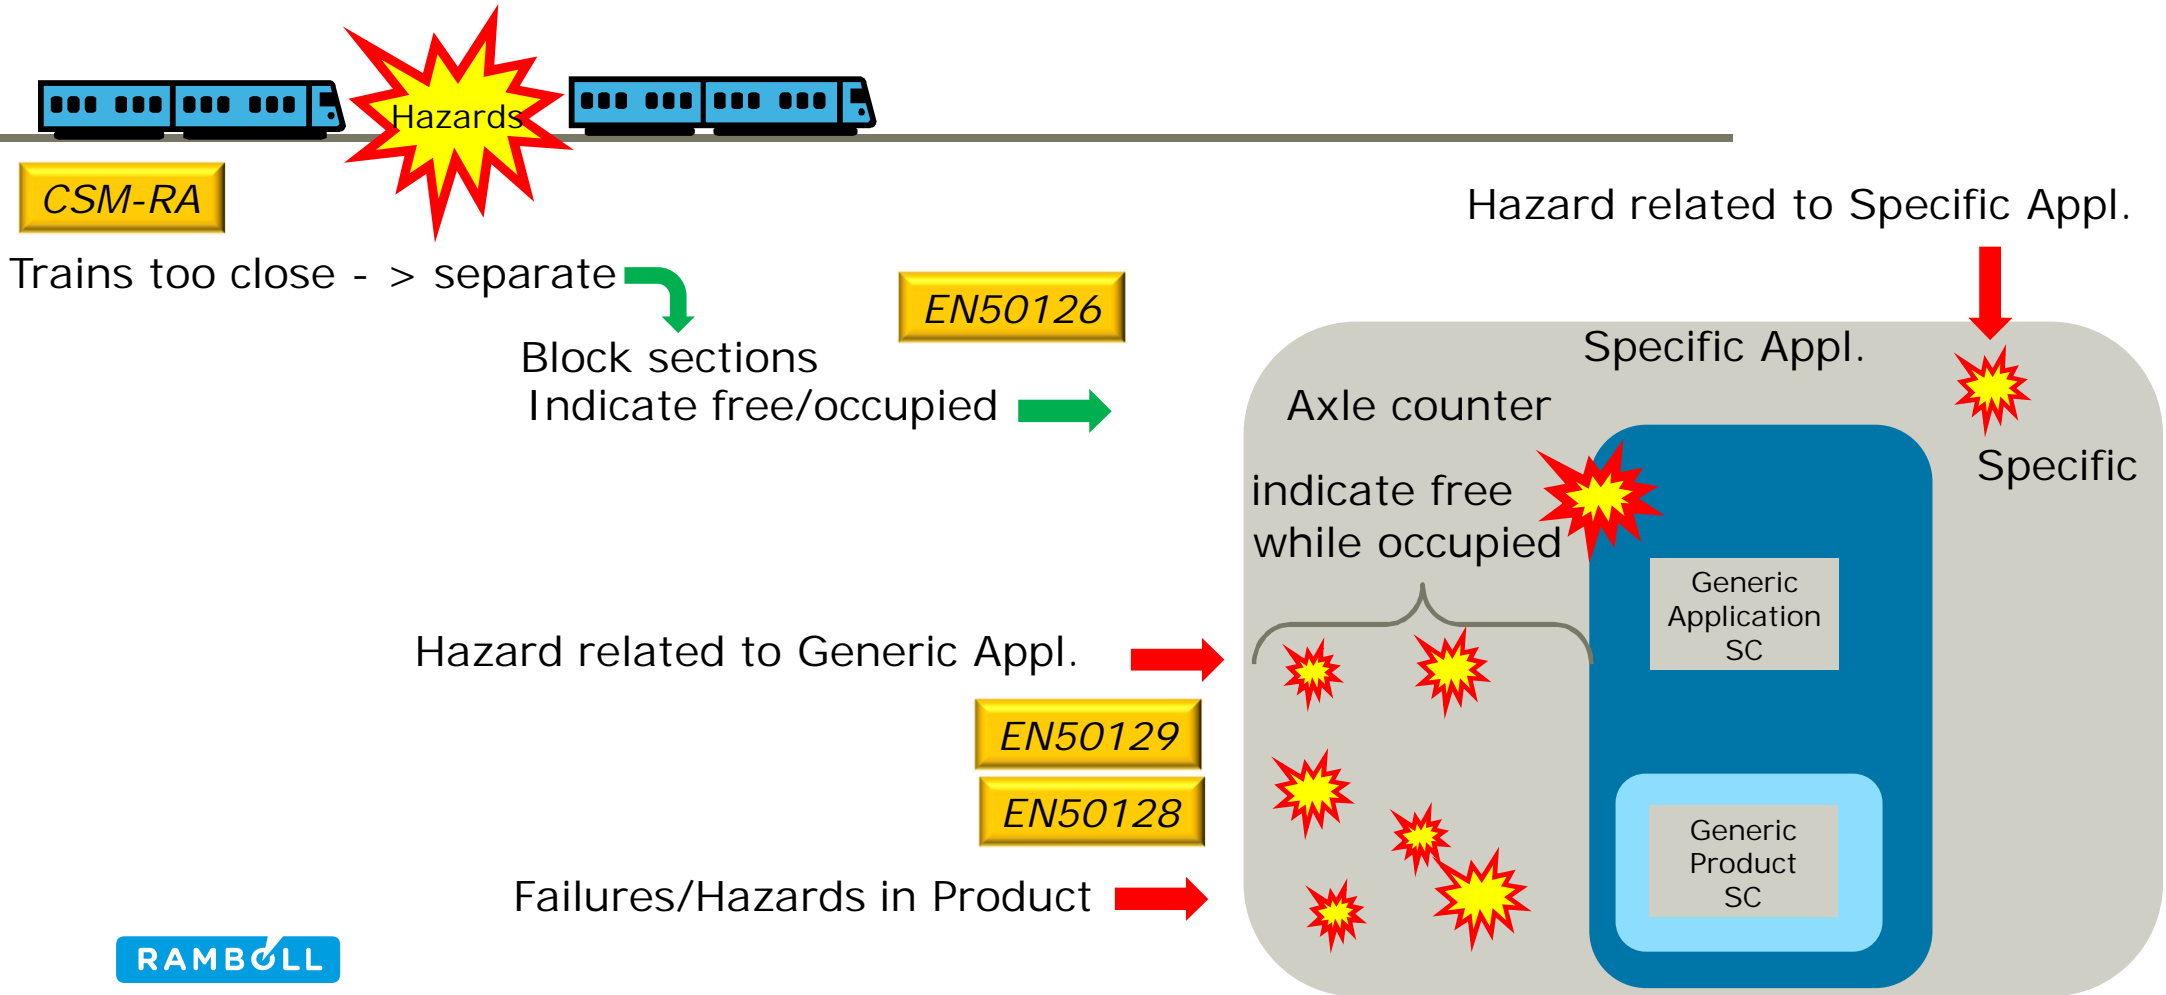 Hazards
CSM-RA
Hazard related to Specific Appl.
Trains too close - > separate
EN50126
Block sections
Indicate free/occupied
Specific Appl.
Axle counter
Specific
indicate free
while occupied
Generic
Application
SC
Hazard related to Generic Appl.
EN50129
EN50128
Generic
Product
SC
Failures/Hazards in Product
RAMBOLL